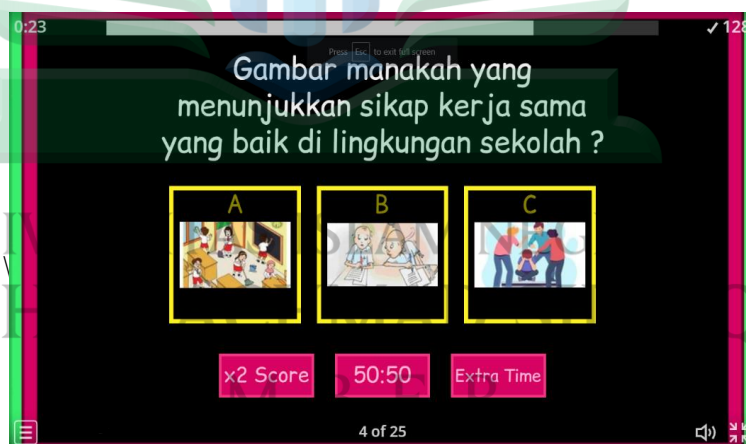 0:23
✓ 128
Press Esc to exit full screen
Gambar manakah yang
menunjukkan sikap kerja sama
yang baik di lingkungan sekolah ?
A B C
x2 Score 50:50 Extra Time
4 of 25